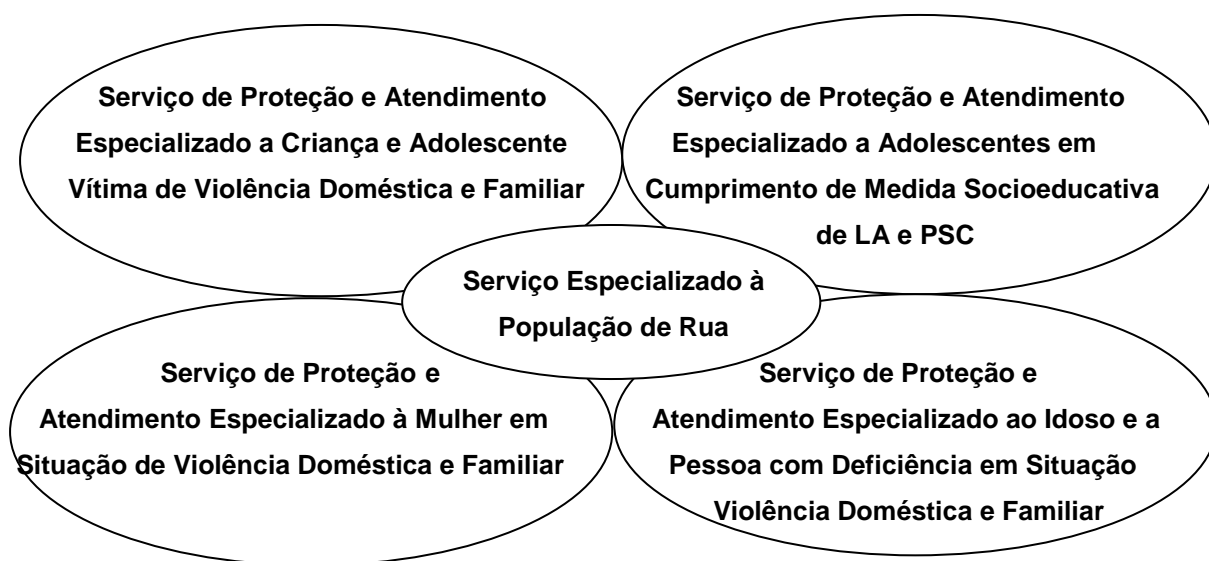 Serviço de Proteção e Atendimento
Especializado a Criança e Adolescente
Vítima de Violência Doméstica e Familiar
Serviço de Proteção e Atendimento
Especializado a Adolescentes em
Cumprimento de Medida Socioeducativa
de LA e PSC
Serviço Especializado à
População de Rua
Serviço de Proteção e
Atendimento Especializado à Mulher em
Situação de Violência Doméstica e Familiar
Serviço de Proteção e
Atendimento Especializado ao Idoso e a
Pessoa com Deficiência em Situação
Violência Doméstica e Familiar